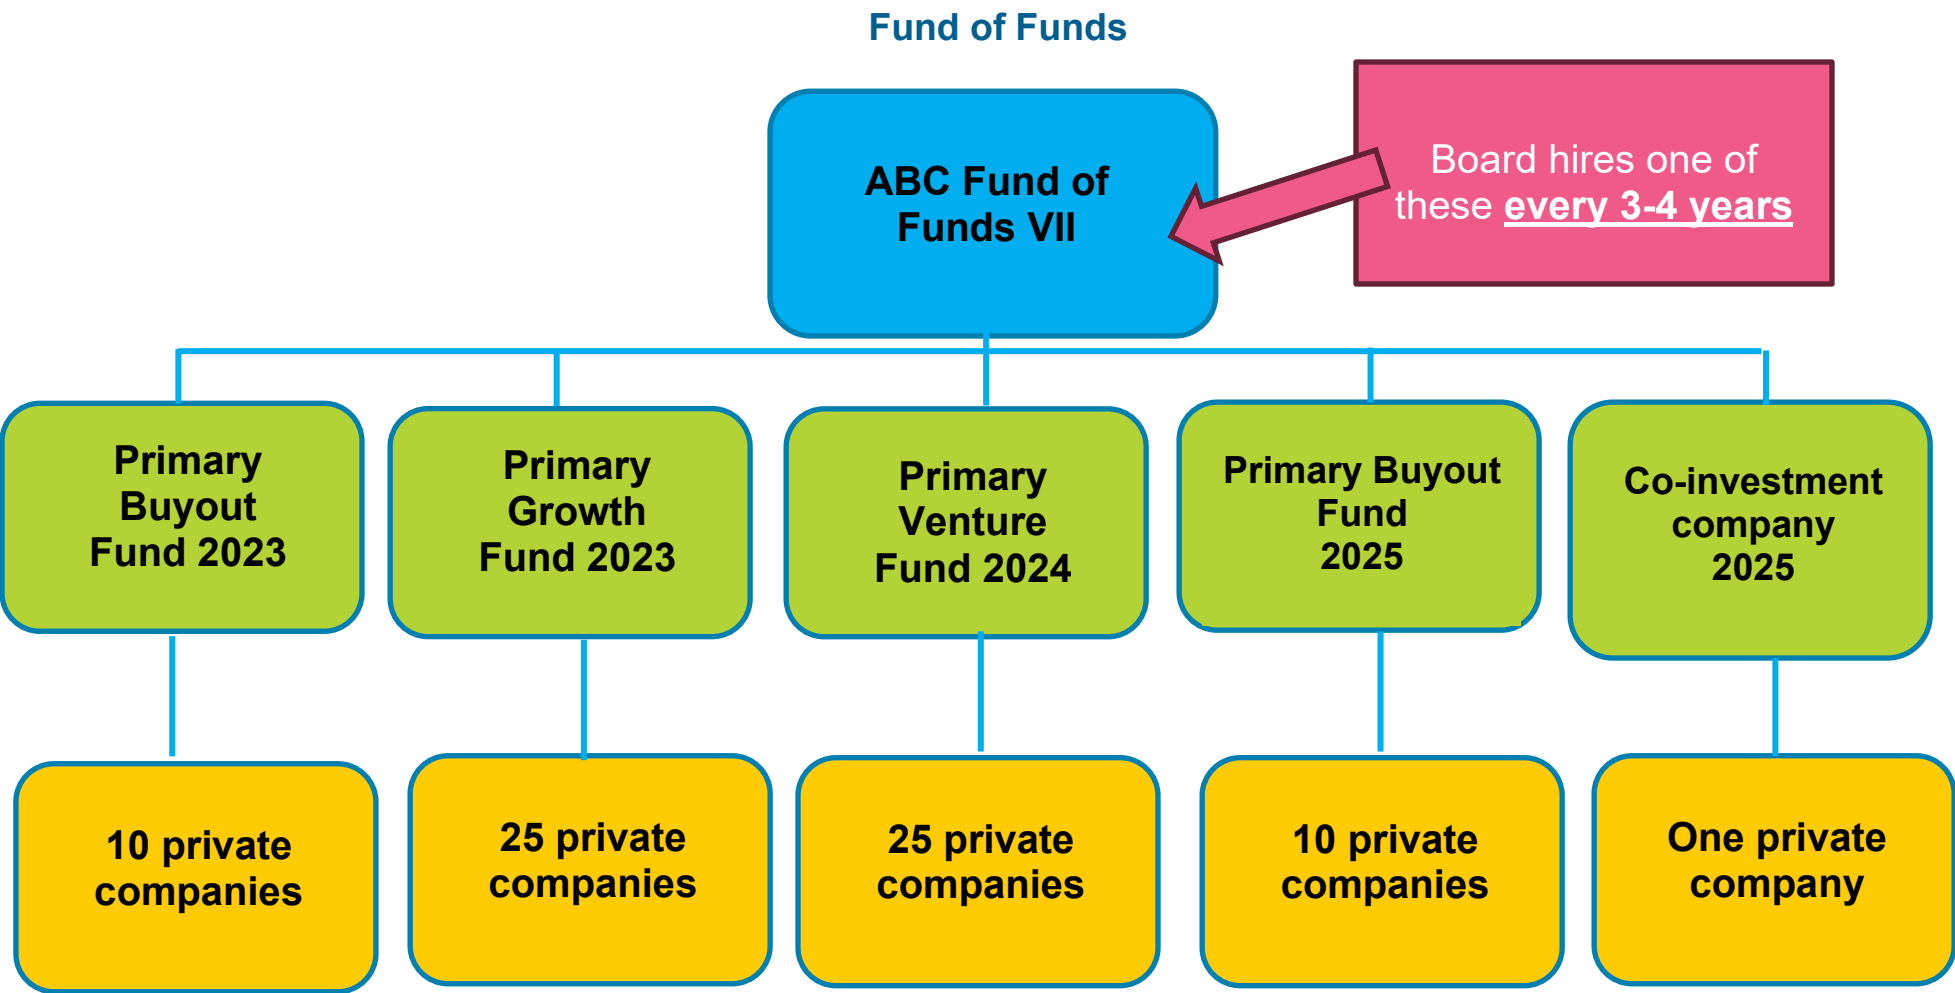 Fund of Funds
ABC Fund of
Funds VII
Board hires one of
these every 3-4 years
Primary
Buyout
Fund 2023
Primary
Growth
Fund 2023
Primary
Venture
Fund 2024
Primary Buyout
Fund
2025
Co-investment
company
2025
10 private
companies
25 private
companies
25 private
companies
10 private
companies
One private
company